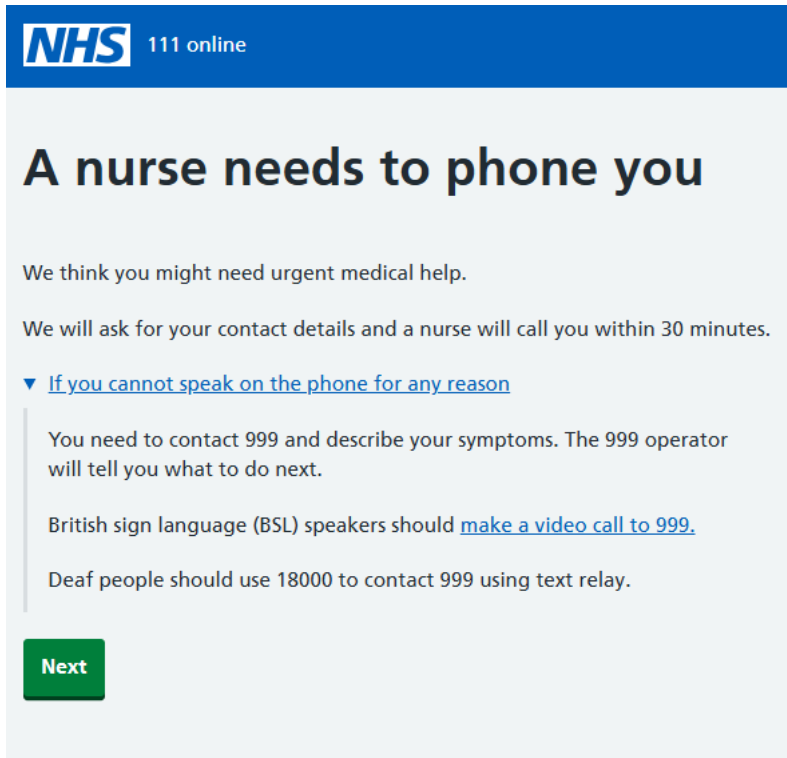 NHS 111 online
A nurse needs to phone you
We think you might need urgent medical help.
We will ask for your contact details and a nurse will call you within 30 minutes.
If you cannot speak on the phone for any reason
You need to contact 999 and describe your symptoms. The 999 operator
will tell you what to do next.
British sign language (BSL) speakers should make a video call to 999.
Deaf people should use 18000 to contact 999 using text relay.
Next